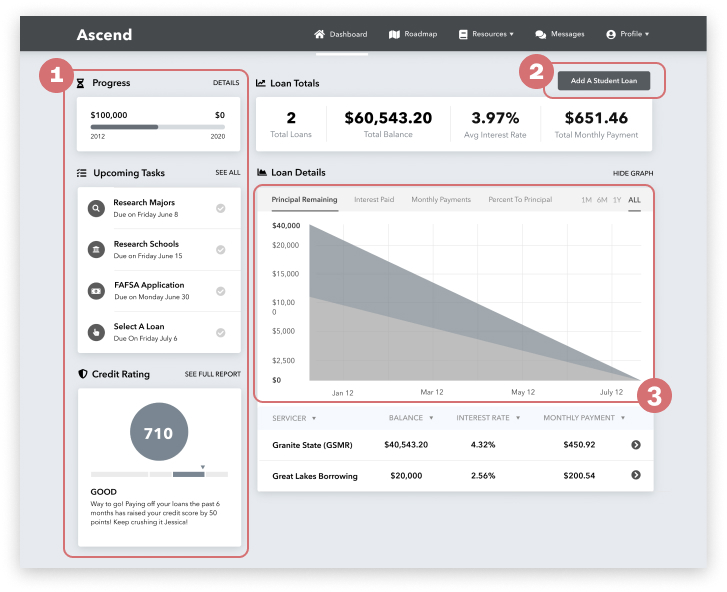 Ascend
Dashboard
Roadmap
Resources ▾
Messages
Profile ▾
1
Progress
DETAILS
$100,000
$0
2012
2020
Upcoming Tasks
SEE ALL
Research Majors
Due on Friday June 8
Research Schools
Due on Friday June 15
FAFSA Application
Due on Monday June 30
Select A Loan
Due On Friday July 6
Credit Rating
SEE FULL REPORT
710
GOOD
Way to go! Paying off your loans the past 6
months has raised your credit score by 50
points! Keep crushing it Jessica!
Loan Totals
2
Add A Student Loan
2
Total Loans
$60,543.20
Total Balance
3.97%
Avg Interest Rate
$651.46
Total Monthly Payment
Loan Details
HIDE GRAPH
Principal Remaining
Interest Paid
Monthly Payments
Percent To Principal
1M 6M 1Y ALL
$40,000
$20,000
$15,000
$10,00
0
$5,000
$2,500
$0
Jan 12
Mar 12
May 12
July 12
3
SERVICER ▾
BALANCE ▾
INTEREST RATE ▾
MONTHLY PAYMENT ▾
Granite State (GSMR)
$40,543.20
4.32%
$450.92
Great Lakes Borrowing
$20,000
2.56%
$200.54